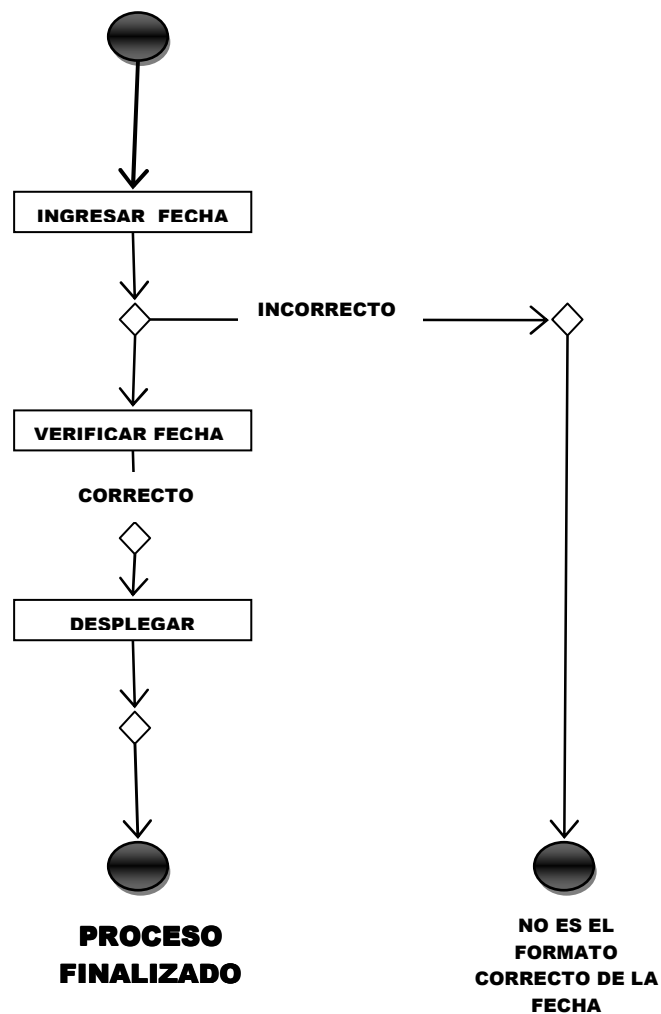 INGRESAR FECHA
INCORRECTO
VERIFICAR FECHA
CORRECTO
DESPLEGAR
PROCESO
FINALIZADO
NO ES EL
FORMATO
CORRECTO DE LA
FECHA